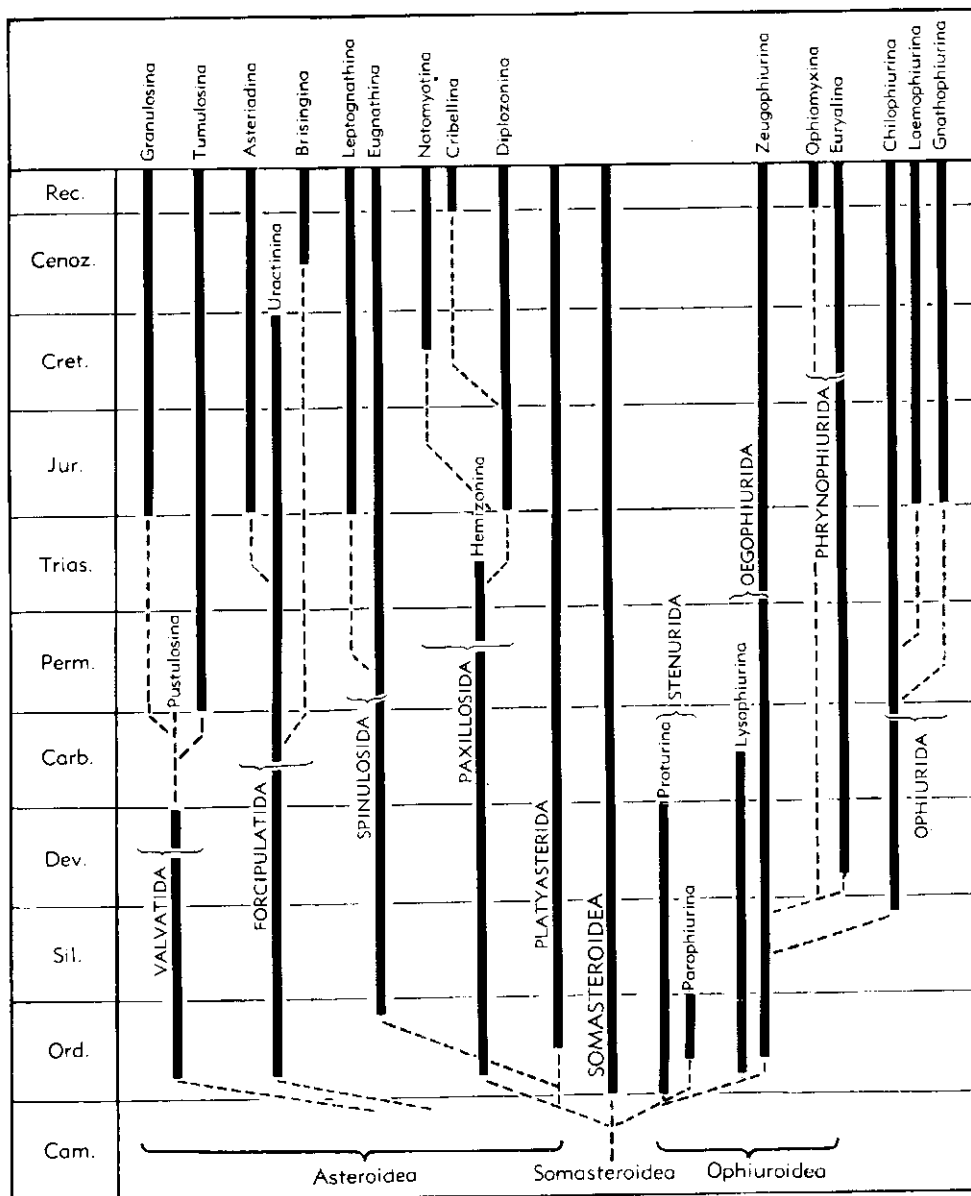 Granulosina
Tumulosina
Asteriadina
Brisingina
Leptognathina
Eugnathina
Notomyotina
Cribellina
Diplozonina
Zeugophiurina
Ophiomyxina
Euryalina
Chilophiurina
Laemophiurina
Gnathophiurina
Rec.
Cenoz.
Cret.
Jur.
Trias.
Perm.
Carb.
Dev.
Sil.
Ord.
Cam.
Uractinina
Hemizonina
Pustulosina
Proturina
Parophiurina
Lysophiurina
VALVATIDA
FORCIPULATIDA
SPINULOSIDA
PAXILLOSIDA
PLATYASTERIDA
SOMASTEROIDEA
STENURIDA
OEGOPHIURIDA
PHRYNOPHIURIDA
OPHIURIDA
Asteroidea
Somasteroidea
Ophiuroidea